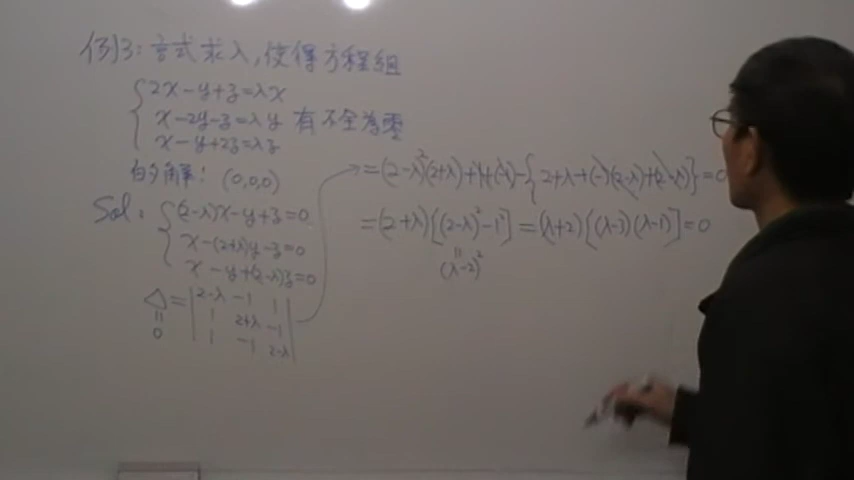 例3：試求λ,使得方程組
{2x-y+z=λx
x-2y-z=λy 有不全為零
x-y+2z=λz
的解! (0,0,0)
Sol: {(2-λ)x-y+z=0
x-(2+λ)y-z=0
x-y+(2-λ)z=0
△=|2-λ -1 1|
|1 2+λ -1|
|1 -1 2-λ|
=
0
=(2-λ)²(2+λ)+1+(-1)-{2+λ+(-)(2-λ)+(2-λ)}=0
=(2+λ)[(2-λ)²-1²]=(λ+2)[(λ-3)(λ-1)]=0
=
(λ-2)²